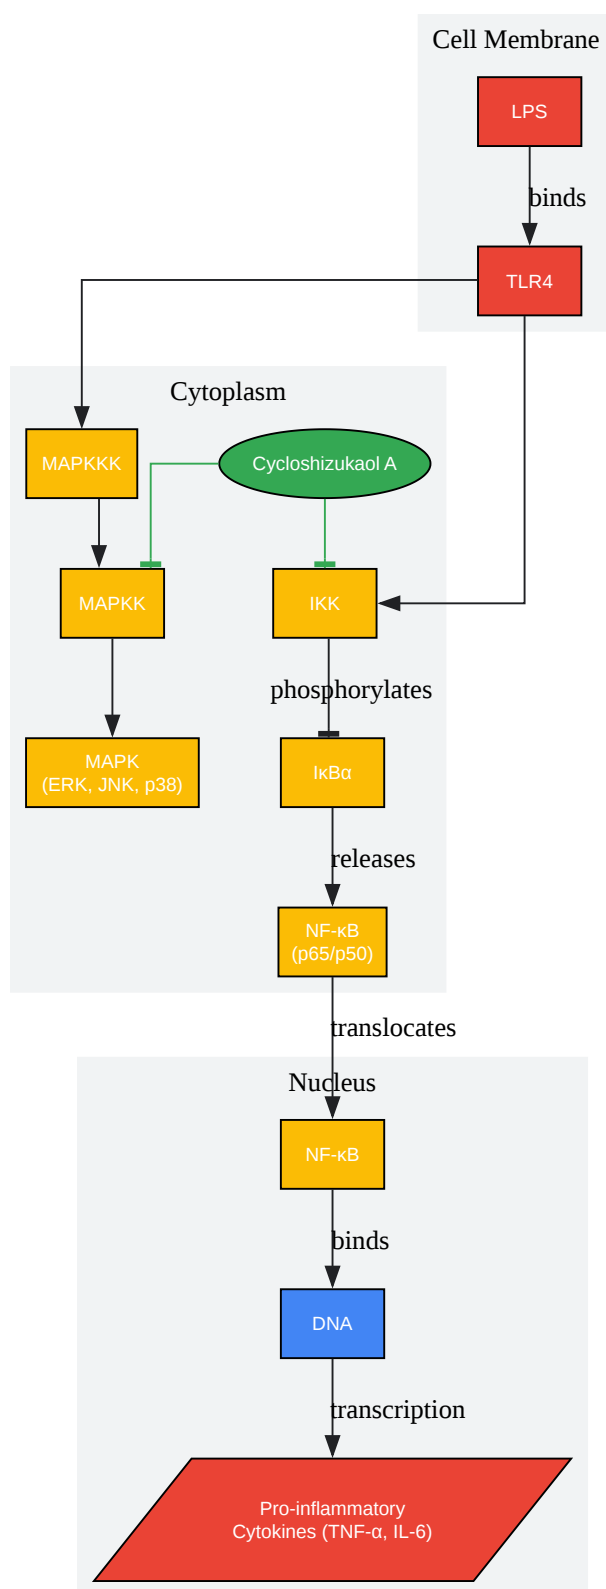 Cell Membrane
LPS
binds
TLR4
Cytoplasm
MAPKKK
Cycloshizukaol A
MAPKK
IKK
phosphorylates
MAPK
(ERK, JNK, p38)
IκBα
releases
NF-κB
(p65/p50)
translocates
Nucleus
NF-κB
binds
DNA
transcription
Pro-inflammatory
Cytokines (TNF-α, IL-6)